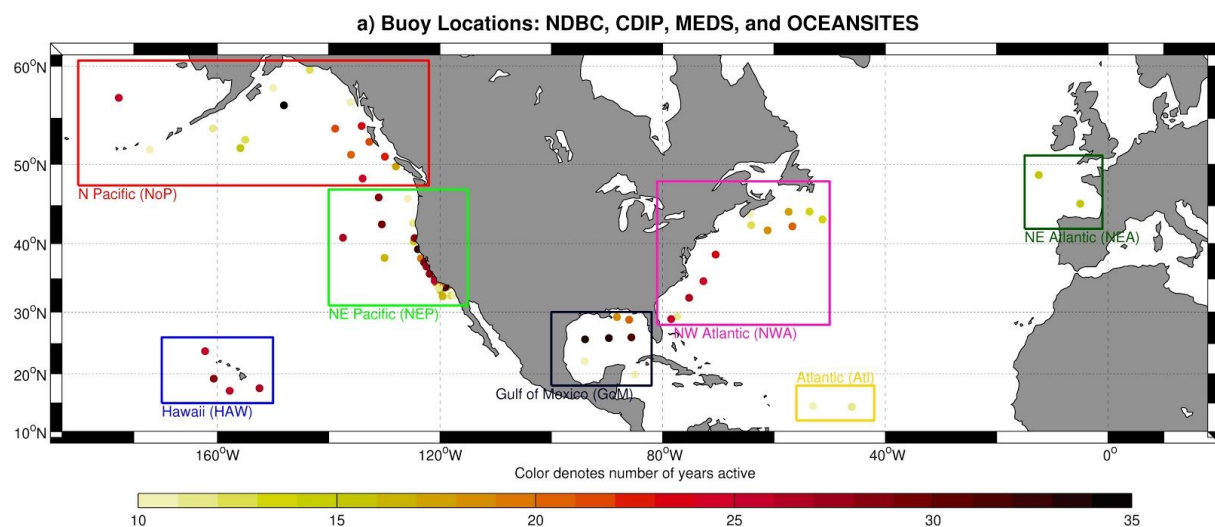 a) Buoy Locations: NDBC, CDIP, MEDS, and OCEANSITES
60°N
50°N
N Pacific (NoP)
NE Atlantic (NEA)
40°N
30°N
NE Pacific (NEP)
NW Atlantic (NWA)
20°N
Atlantic (Atl)
Gulf of Mexico (GoM)
Hawaii (HAW)
10°N
160°W 120°W 80°W 40°W 0°
Color denotes number of years active
10 15 20 25 30 35